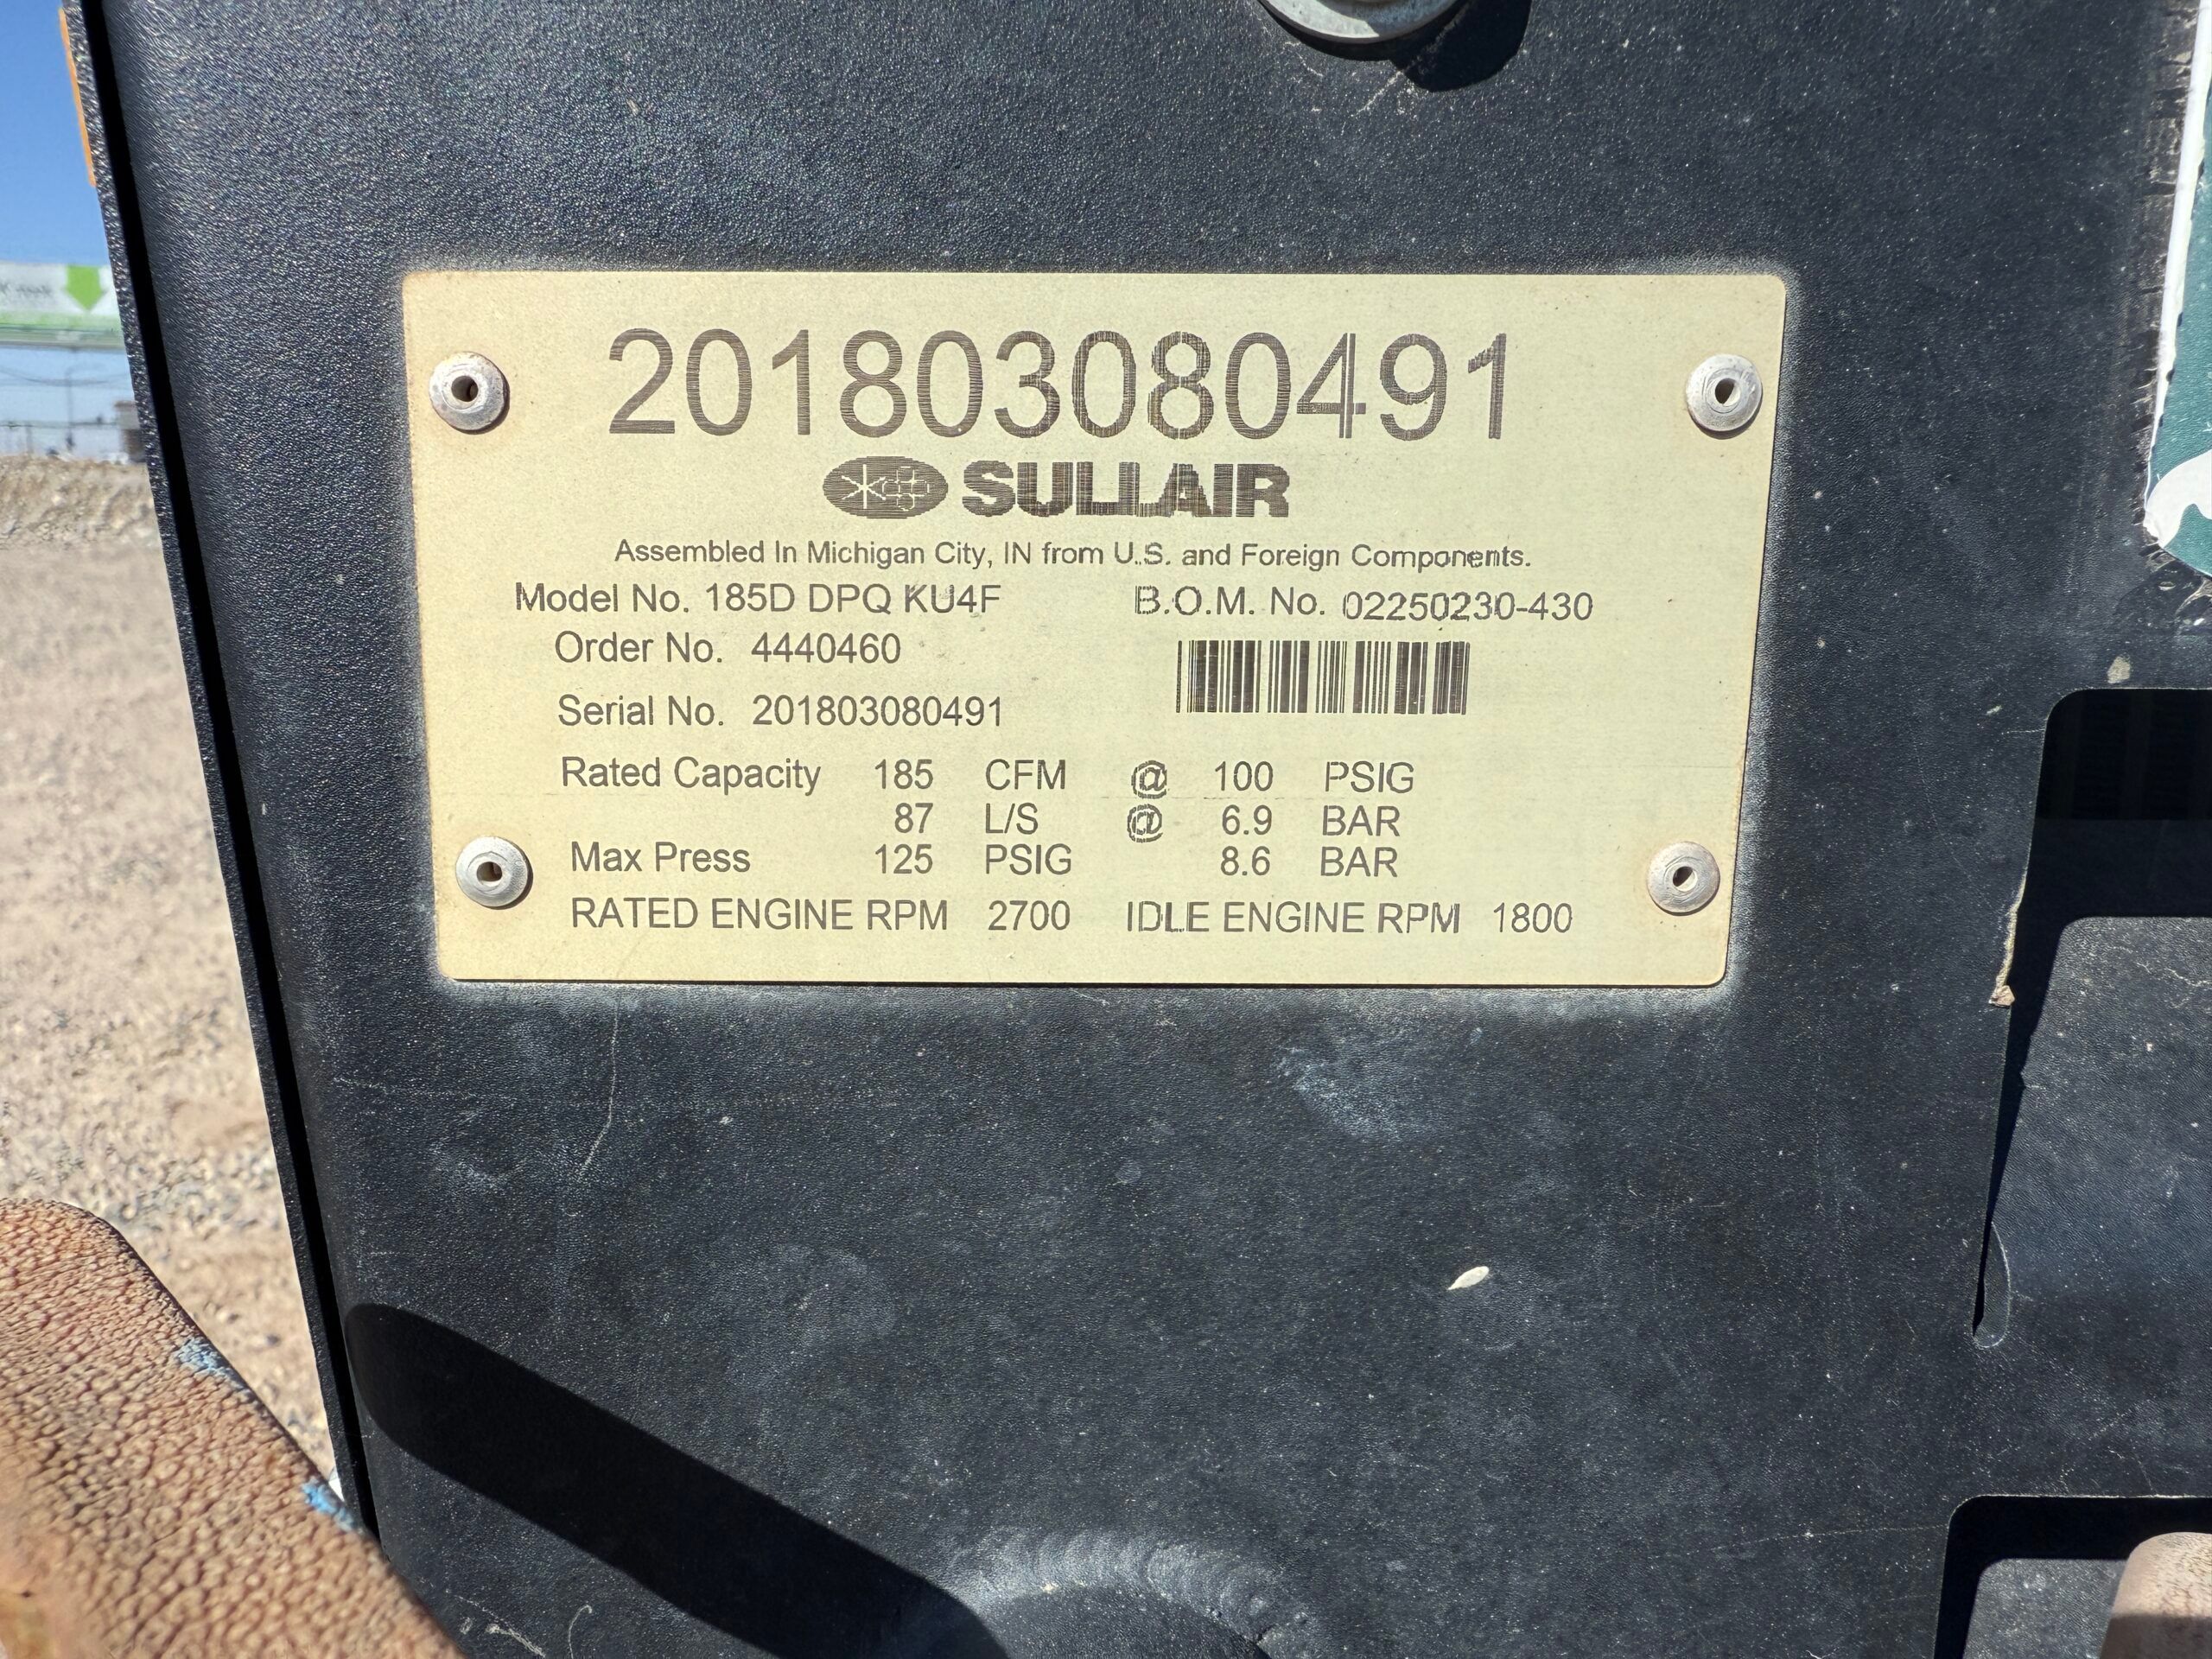 201803080491
SULLAIR
Assembled In Michigan City, IN from U.S. and Foreign Components.
Model No. 185D DPQ KU4F B.O.M. No. 02250230-430
Order No. 4440460
Serial No. 201803080491
Rated Capacity 185 CFM @ 100 PSIG
87 L/S @ 6.9 BAR
Max Press 125 PSIG 8.6 BAR
RATED ENGINE RPM 2700 IDLE ENGINE RPM 1800